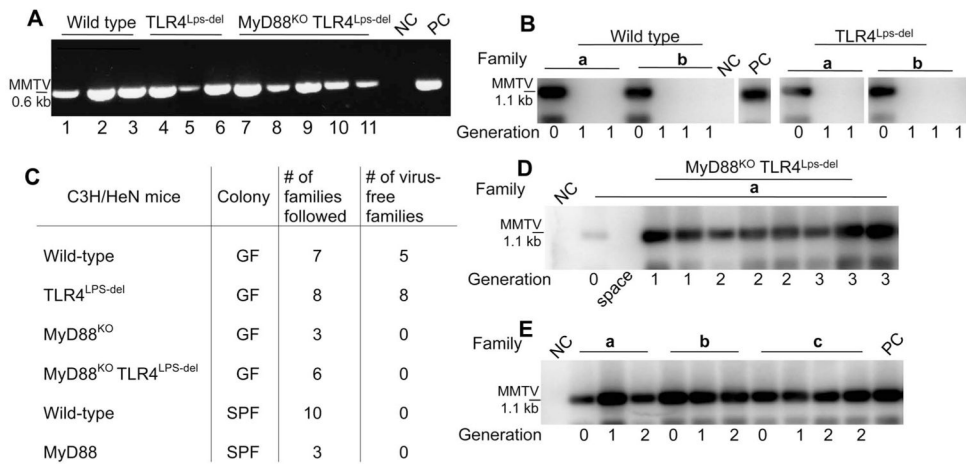 A
Wild type TLR4Lps-del MyD88KO TLR4Lps-del NC PC
MMTV
0.6 kb
1 2 3 4 5 6 7 8 9 10 11
B
Wild type TLR4Lps-del
Family a b NC PC a b
MMTV
1.1 kb
Generation 0 1 1 0 1 1 1 0 1 1 0 1 1 1
C
C3H/HeN mice Colony # of families followed # of virus-free families
Wild-type GF 7 5
TLR4LPS-del GF 8 8
MyD88KO GF 3 0
MyD88KO TLR4LPS-del GF 6 0
Wild-type SPF 10 0
MyD88 SPF 3 0
D
MyD88KO TLR4Lps-del
Family NC a
MMTV
1.1 kb
Generation 0 space 1 1 2 2 2 3 3 3
E
Family NC a b c PC
MMTV
1.1 kb
Generation 0 1 2 0 1 2 0 1 2 2